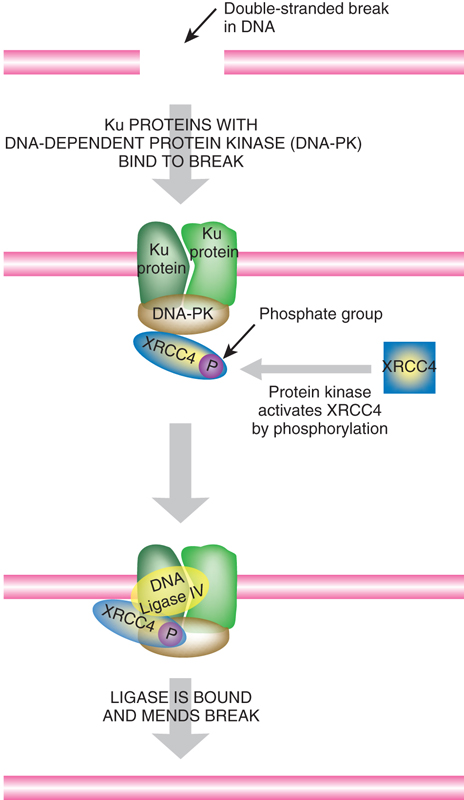 Double-stranded break
in DNA
Ku PROTEINS WITH
DNA-DEPENDENT PROTEIN KINASE (DNA-PK)
BIND TO BREAK
Ku
protein
Ku
protein
DNA-PK
Phosphate group
XRCC4
P
XRCC4
Protein kinase
activates XRCC4
by phosphorylation
DNA
Ligase IV
XRCC4
P
LIGASE IS BOUND
AND MENDS BREAK